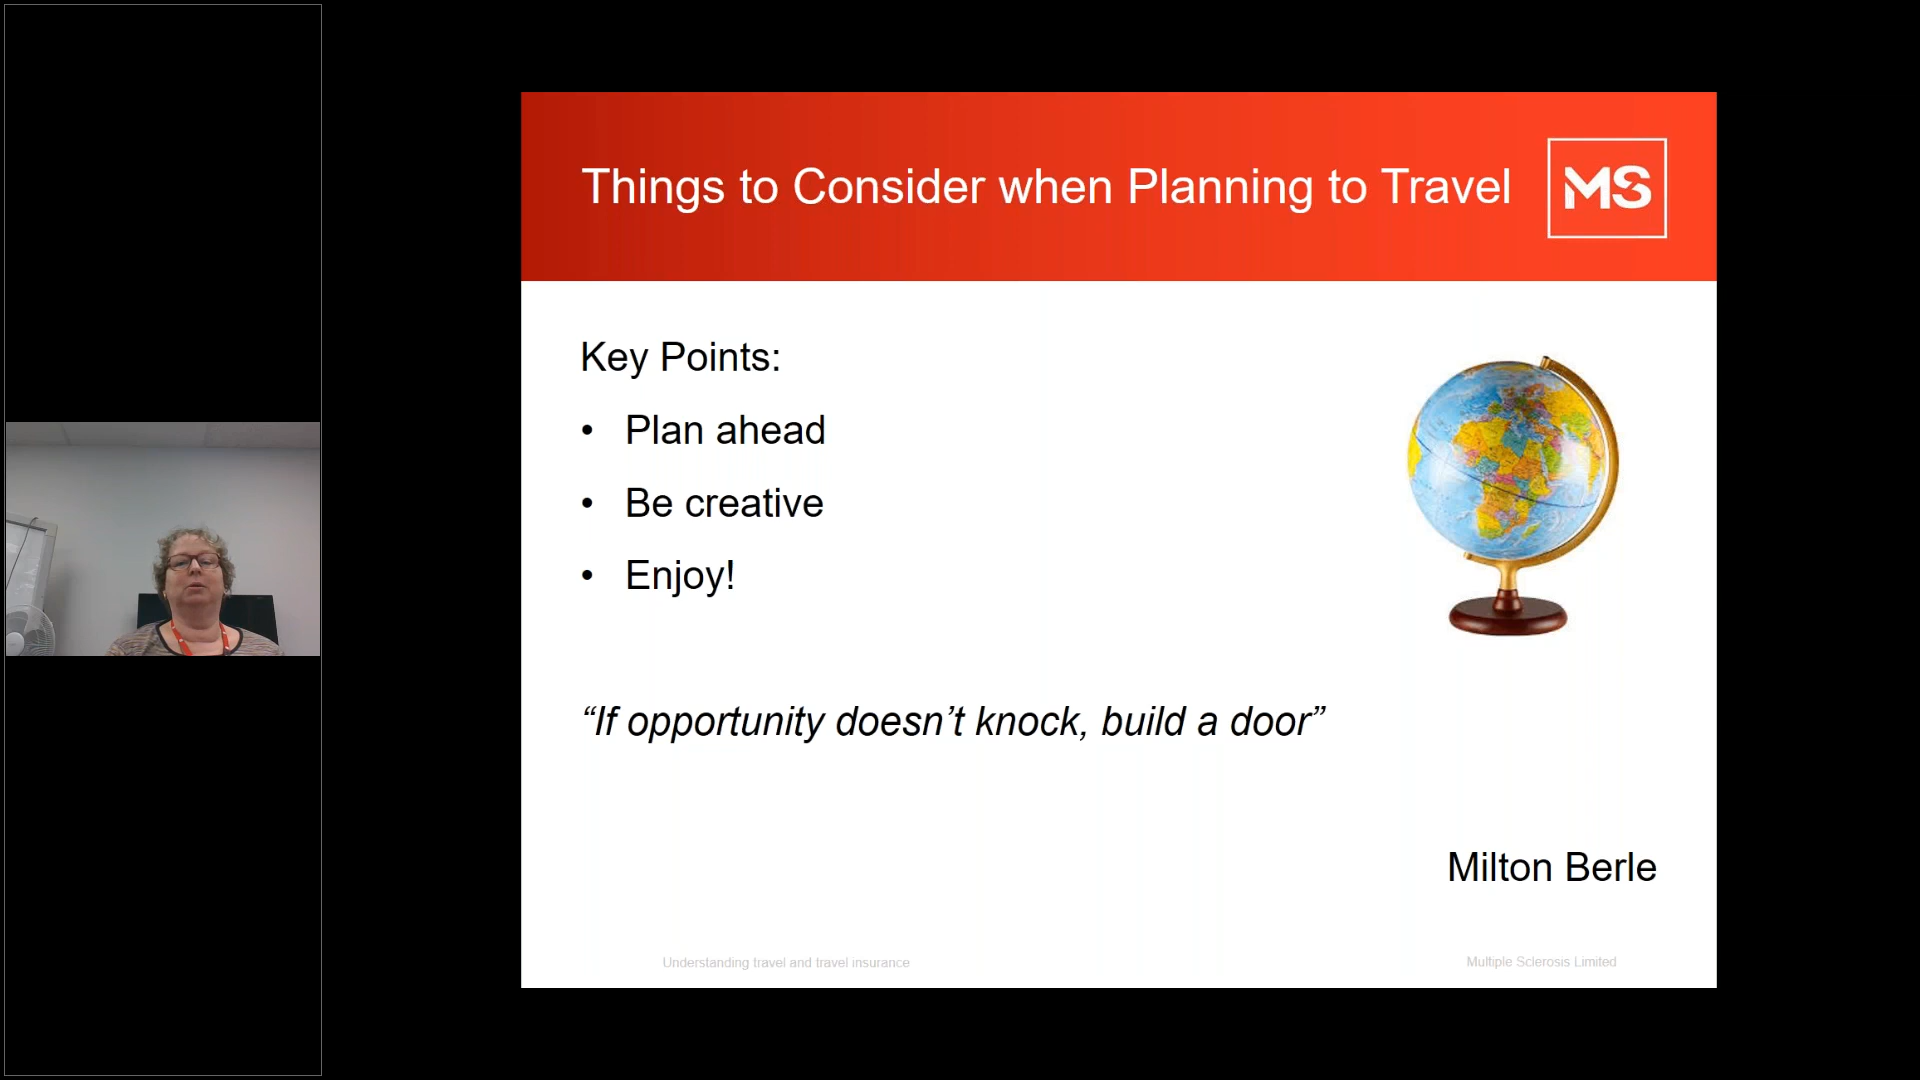 Things to Consider when Planning to Travel
MS
Key Points:
• Plan ahead
• Be creative
• Enjoy!
“If opportunity doesn’t knock, build a door”
Milton Berle
Understanding travel and travel insurance
Multiple Sclerosis Limited